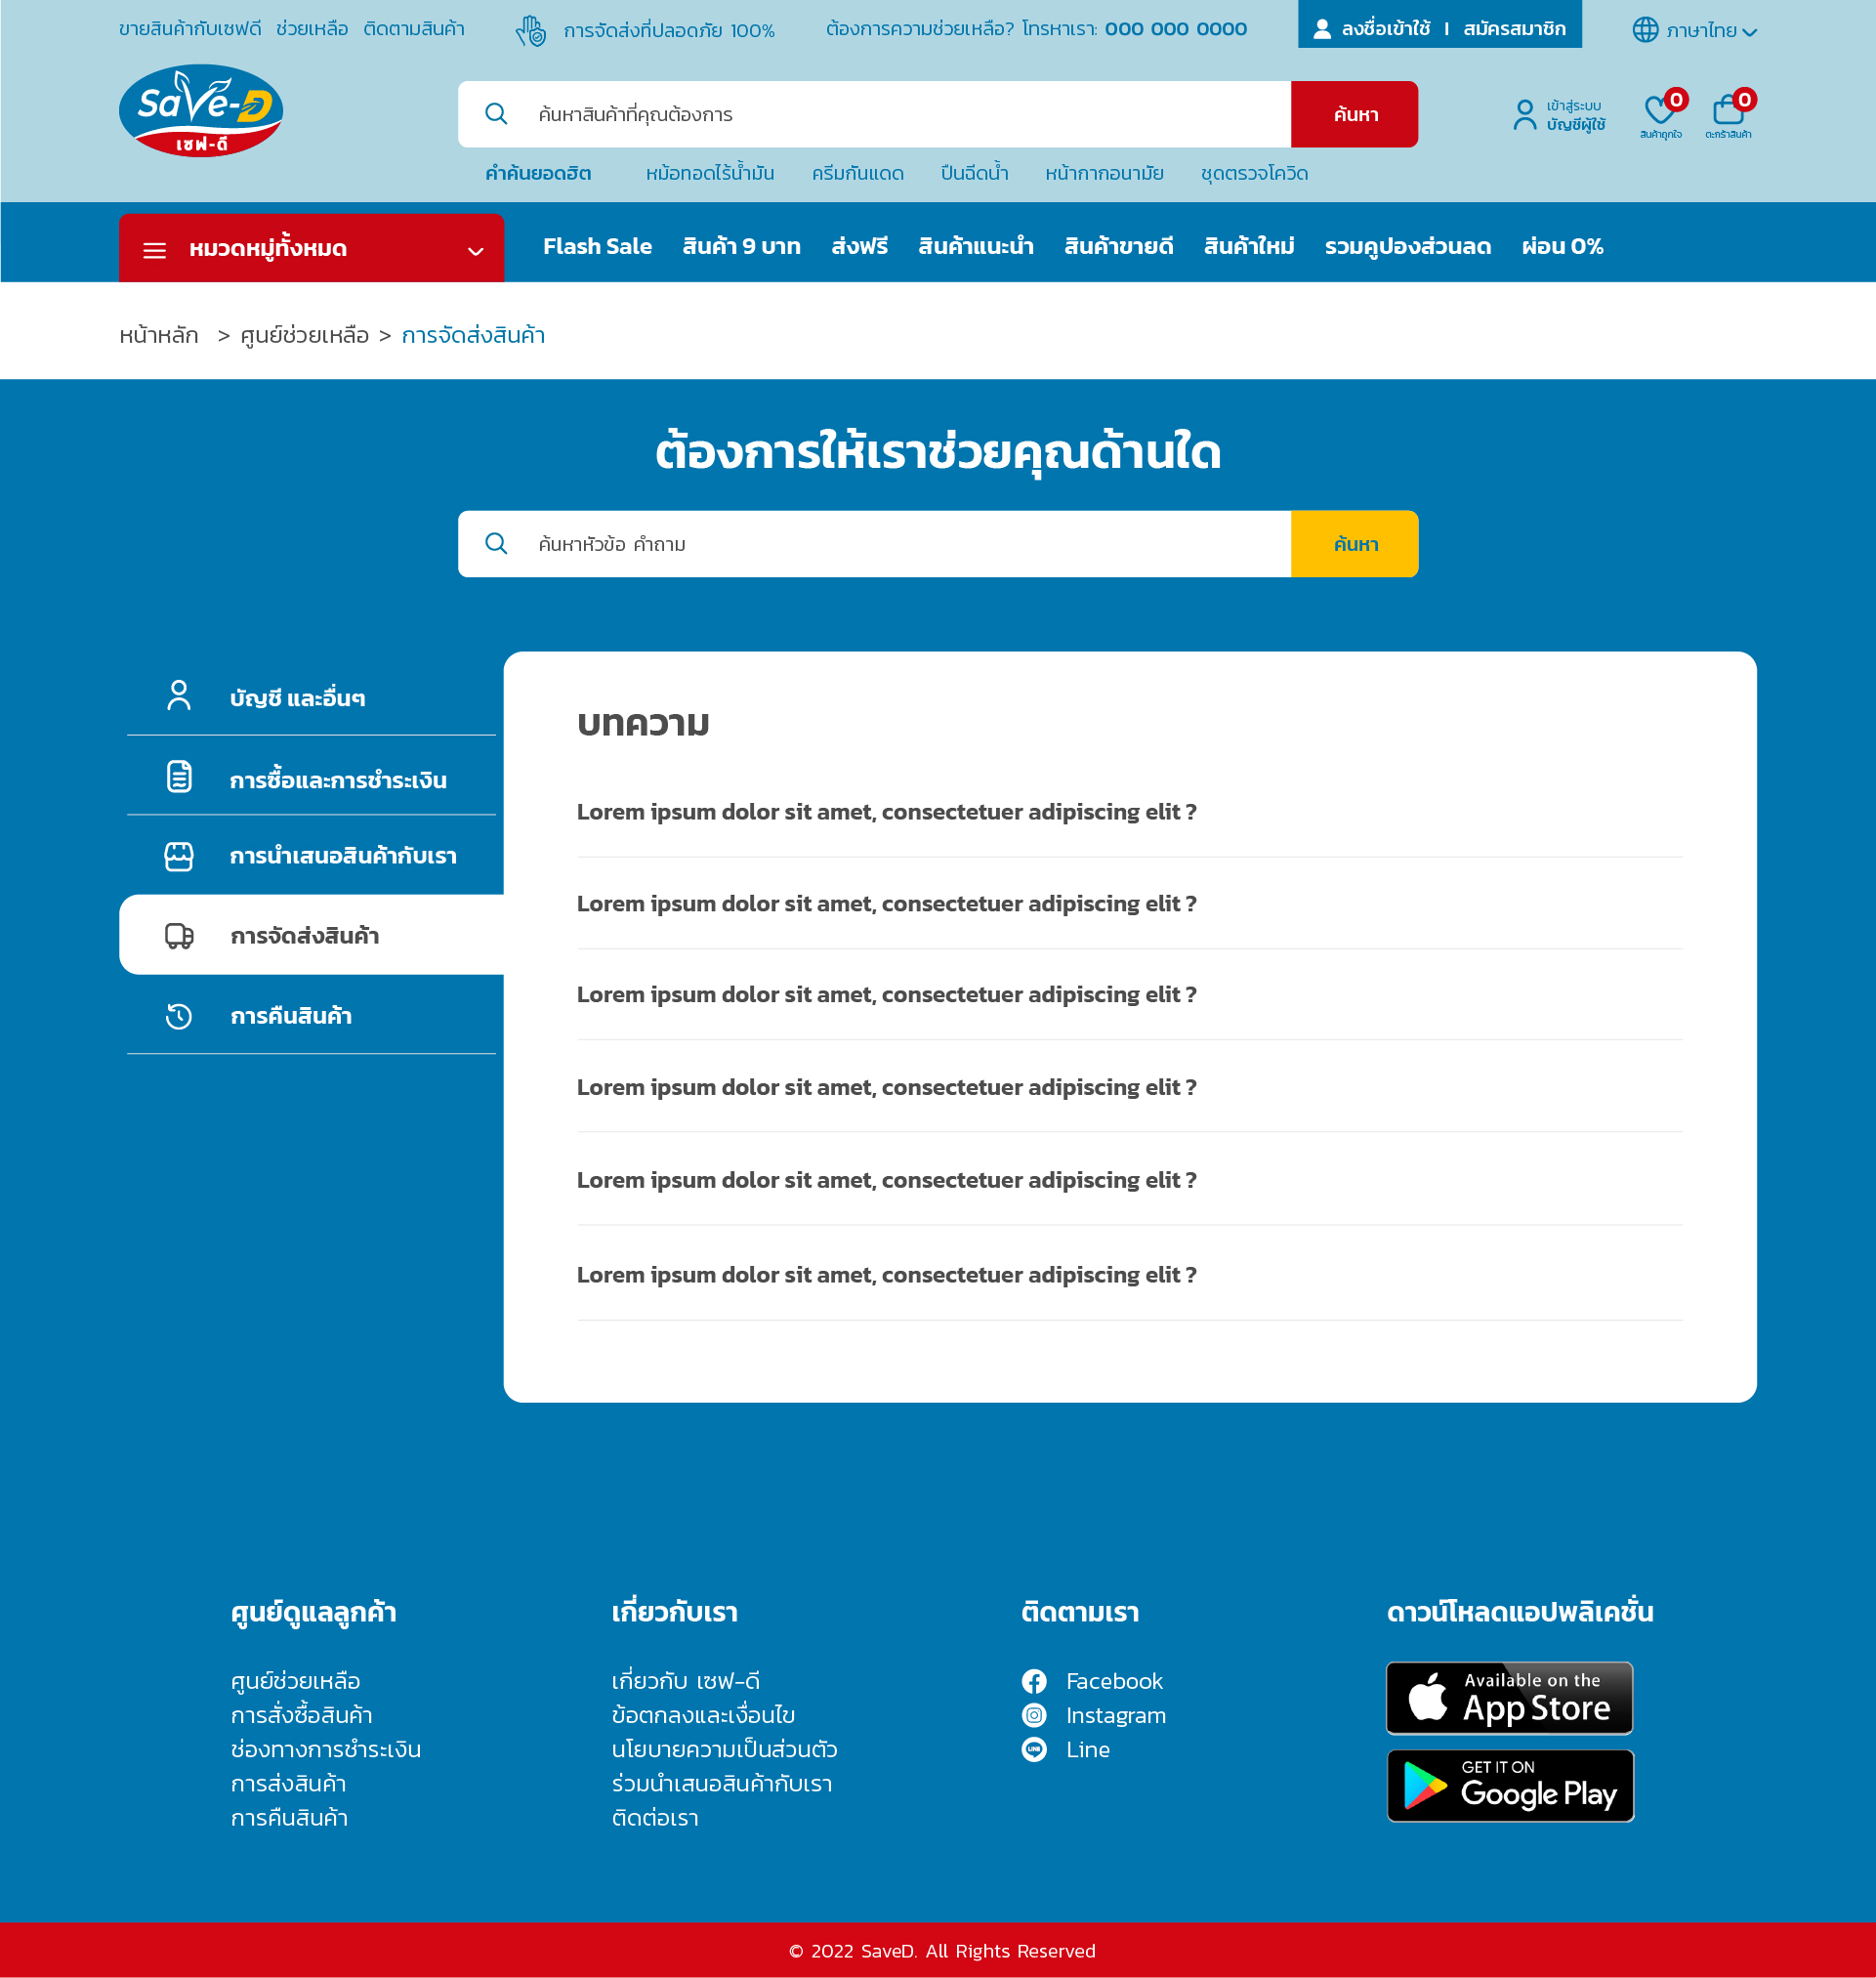 ขายสินค้ากับเซฟดี ช่วยเหลือ ติดตามสินค้า การจัดส่งที่ปลอดภัย 100% ต้องการความช่วยเหลือ? โทรหาเรา: 000 000 0000 ลงชื่อเข้าใช้ | สมัครสมาชิก ภาษาไทย
SaVe-D
เซฟ-ดี
ค้นหาสินค้าที่คุณต้องการ ค้นหา
เข้าสู่ระบบ
บัญชีผู้ใช้
0 0
สินค้าถูกใจ ตะกร้าสินค้า
คำค้นยอดฮิต หม้อทอดไร้น้ำมัน ครีมกันแดด ปืนฉีดน้ำ หน้ากากอนามัย ชุดตรวจโควิด
หมวดหมู่ทั้งหมด Flash Sale สินค้า 9 บาท ส่งฟรี สินค้าแนะนำ สินค้าขายดี สินค้าใหม่ รวมคูปองส่วนลด ผ่อน 0%
หน้าหลัก > ศูนย์ช่วยเหลือ > การจัดส่งสินค้า
ต้องการให้เราช่วยคุณด้านใด
ค้นหาหัวข้อ คำถาม ค้นหา
บัญชี และอื่นๆ
การซื้อและการชำระเงิน
การนำเสนอสินค้ากับเรา
การจัดส่งสินค้า
การคืนสินค้า
บทความ
Lorem ipsum dolor sit amet, consectetuer adipiscing elit ?
Lorem ipsum dolor sit amet, consectetuer adipiscing elit ?
Lorem ipsum dolor sit amet, consectetuer adipiscing elit ?
Lorem ipsum dolor sit amet, consectetuer adipiscing elit ?
Lorem ipsum dolor sit amet, consectetuer adipiscing elit ?
Lorem ipsum dolor sit amet, consectetuer adipiscing elit ?
ศูนย์ดูแลลูกค้า
ศูนย์ช่วยเหลือ
การสั่งซื้อสินค้า
ช่องทางการชำระเงิน
การส่งสินค้า
การคืนสินค้า
เกี่ยวกับเรา
เกี่ยวกับ เซฟ-ดี
ข้อตกลงและเงื่อนไข
นโยบายความเป็นส่วนตัว
ร่วมนำเสนอสินค้ากับเรา
ติดต่อเรา
ติดตามเรา
Facebook
Instagram
Line
ดาวน์โหลดแอปพลิเคชั่น
Available on the
App Store
GET IT ON
Google Play
© 2022 SaveD. All Rights Reserved